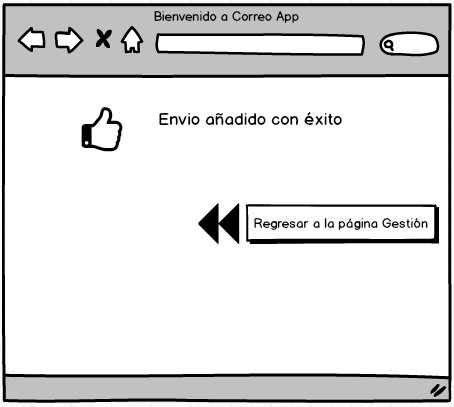 Bienvenido a Correo App
Envio añadido con éxito
Regresar a la página Gestión